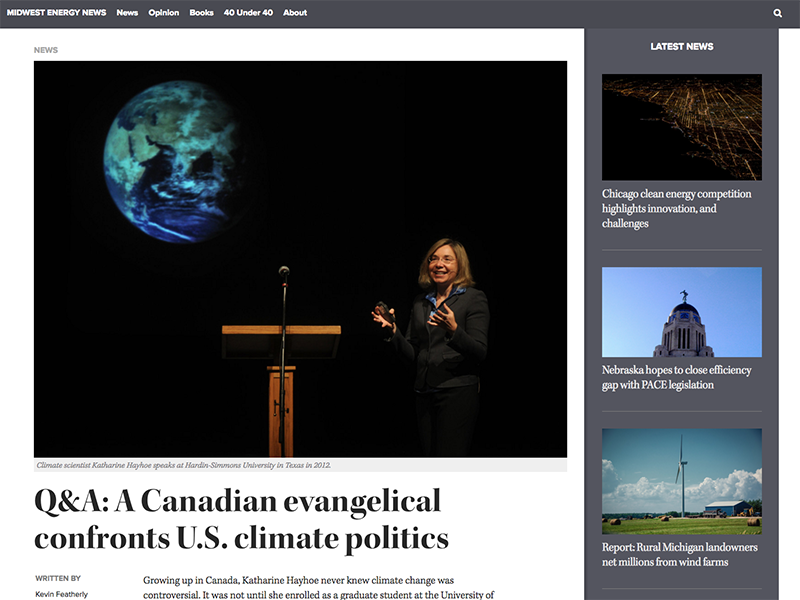 MIDWEST ENERGY NEWS News Opinion Books 40 Under 40 About
NEWS
Climate scientist Katharine Hayhoe speaks at Hardin-Simmons University in Texas in 2012.
Q&A: A Canadian evangelical
confronts U.S. climate politics
WRITTEN BY
Kevin Featherly
Growing up in Canada, Katharine Hayhoe never knew climate change was
controversial. It was not until she enrolled as a graduate student at the University of
LATEST NEWS
Chicago clean energy competition
highlights innovation, and
challenges
Nebraska hopes to close efficiency
gap with PACE legislation
Report: Rural Michigan landowners
net millions from wind farms